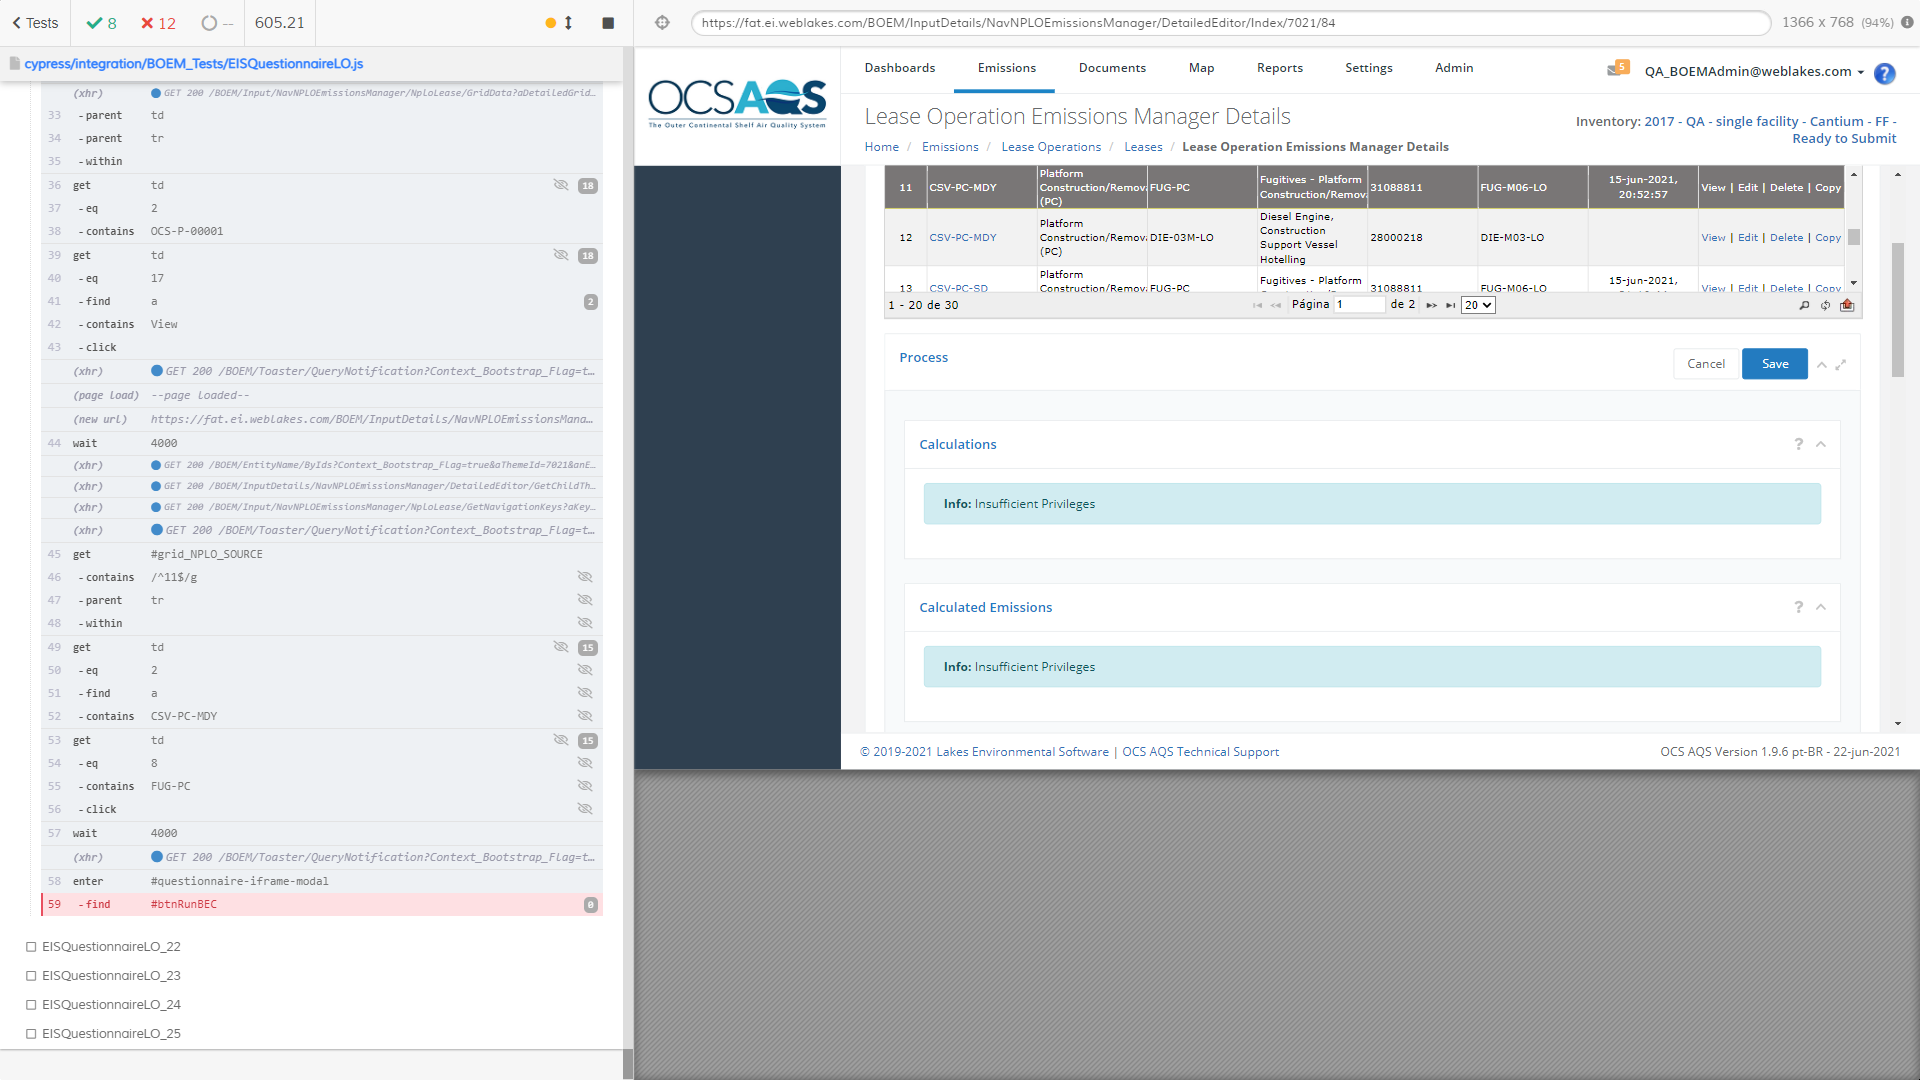 Tests
8
12
--
605.21
cypress/integration/BOEM_Tests/EISQuestionnaireLO.js
(xhr) GET 200 /BOEM/Input/NavNPLOEmissionsManager/NploLease/GridData?aDetailedGrid...
33 -parent td
34 -parent tr
35 -within
36 get td 18
37 -eq 2
38 -contains OCS-P-00001
39 get td 18
40 -eq 17
41 -find a 2
42 -contains View
43 -click
(xhr) GET 200 /BOEM/Toaster/QueryNotification?Context_Bootstrap_Flag=t...
(page load) --page loaded--
(new url) https://fat.ei.weblakes.com/BOEM/InputDetails/NavNPLOEmissionsMana...
44 wait 4000
(xhr) GET 200 /BOEM/EntityName/ByIds?Context_Bootstrap_Flag=true&aThemeId=7021&anE...
(xhr) GET 200 /BOEM/InputDetails/NavNPLOEmissionsManager/DetailedEditor/GetChildTh...
(xhr) GET 200 /BOEM/Input/NavNPLOEmissionsManager/NploLease/GetNavigationKeys?aKey...
(xhr) GET 200 /BOEM/Toaster/QueryNotification?Context_Bootstrap_Flag=t...
45 get #grid_NPLO_SOURCE
46 -contains /^11$/g
47 -parent tr
48 -within
49 get td 15
50 -eq 2
51 -find a
52 -contains CSV-PC-MDY
53 get td 15
54 -eq 8
55 -contains FUG-PC
56 -click
57 wait 4000
(xhr) GET 200 /BOEM/Toaster/QueryNotification?Context_Bootstrap_Flag=t...
58 enter #questionnaire-iframe-modal
59 -find #btnRunBEC 0
EISQuestionnaireLO_22
EISQuestionnaireLO_23
EISQuestionnaireLO_24
EISQuestionnaireLO_25
https://fat.ei.weblakes.com/BOEM/InputDetails/NavNPLOEmissionsManager/DetailedEditor/Index/7021/84
1366 x 768 (94%)
OCSAQS
The Outer Continental Shelf Air Quality System
Dashboards Emissions Documents Map Reports Settings Admin
5
QA_BOEMAdmin@weblakes.com
?
Lease Operation Emissions Manager Details
Inventory: 2017 - QA - single facility - Cantium - FF -
Ready to Submit
Home / Emissions / Lease Operations / Leases / Lease Operation Emissions Manager Details
11 CSV-PC-MDY Platform Construction/Remova (PC) FUG-PC Fugitives - Platform Construction/Remova 31088811 FUG-M06-LO 15-jun-2021, 20:52:57 View | Edit | Delete | Copy
12 CSV-PC-MDY Platform Construction/Remova (PC) DIE-03M-LO Diesel Engine, Construction Support Vessel Hotelling 28000218 DIE-M03-LO View | Edit | Delete | Copy
13 CSV-PC-SD Platform Construction/Remova FUG-PC Fugitives - Platform 31088811 FUG-M06-LO 15-jun-2021, View | Edit | Delete | Copy
1 - 20 de 30
Página 1 de 2
20
Process
Cancel
Save
Calculations
?
Info: Insufficient Privileges
Calculated Emissions
?
Info: Insufficient Privileges
© 2019-2021 Lakes Environmental Software | OCS AQS Technical Support
OCS AQS Version 1.9.6 pt-BR - 22-jun-2021